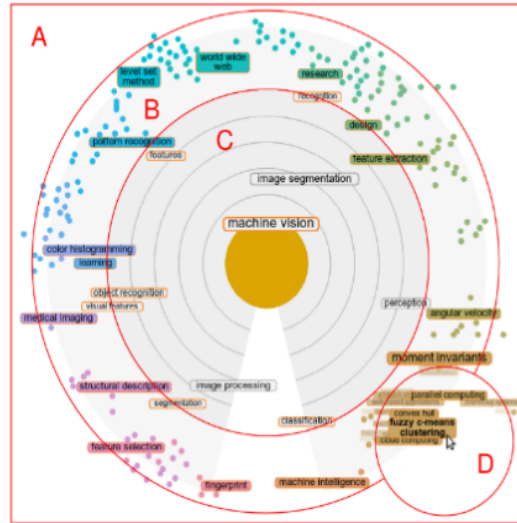 A
world wide
web
level set
method
research
B
recognition
C
design
pattern recognition
features
feature extraction
image segmentation
machine vision
color histogramming
learning
object recognition
visual features
perception
medical imaging
angular velocity
moment invariants
structural description
image processing
parallel computing
segmentation
convex hull
classification
fuzzy c-means
clustering
cloud computing
D
feature selection
fingerprint
machine intelligence